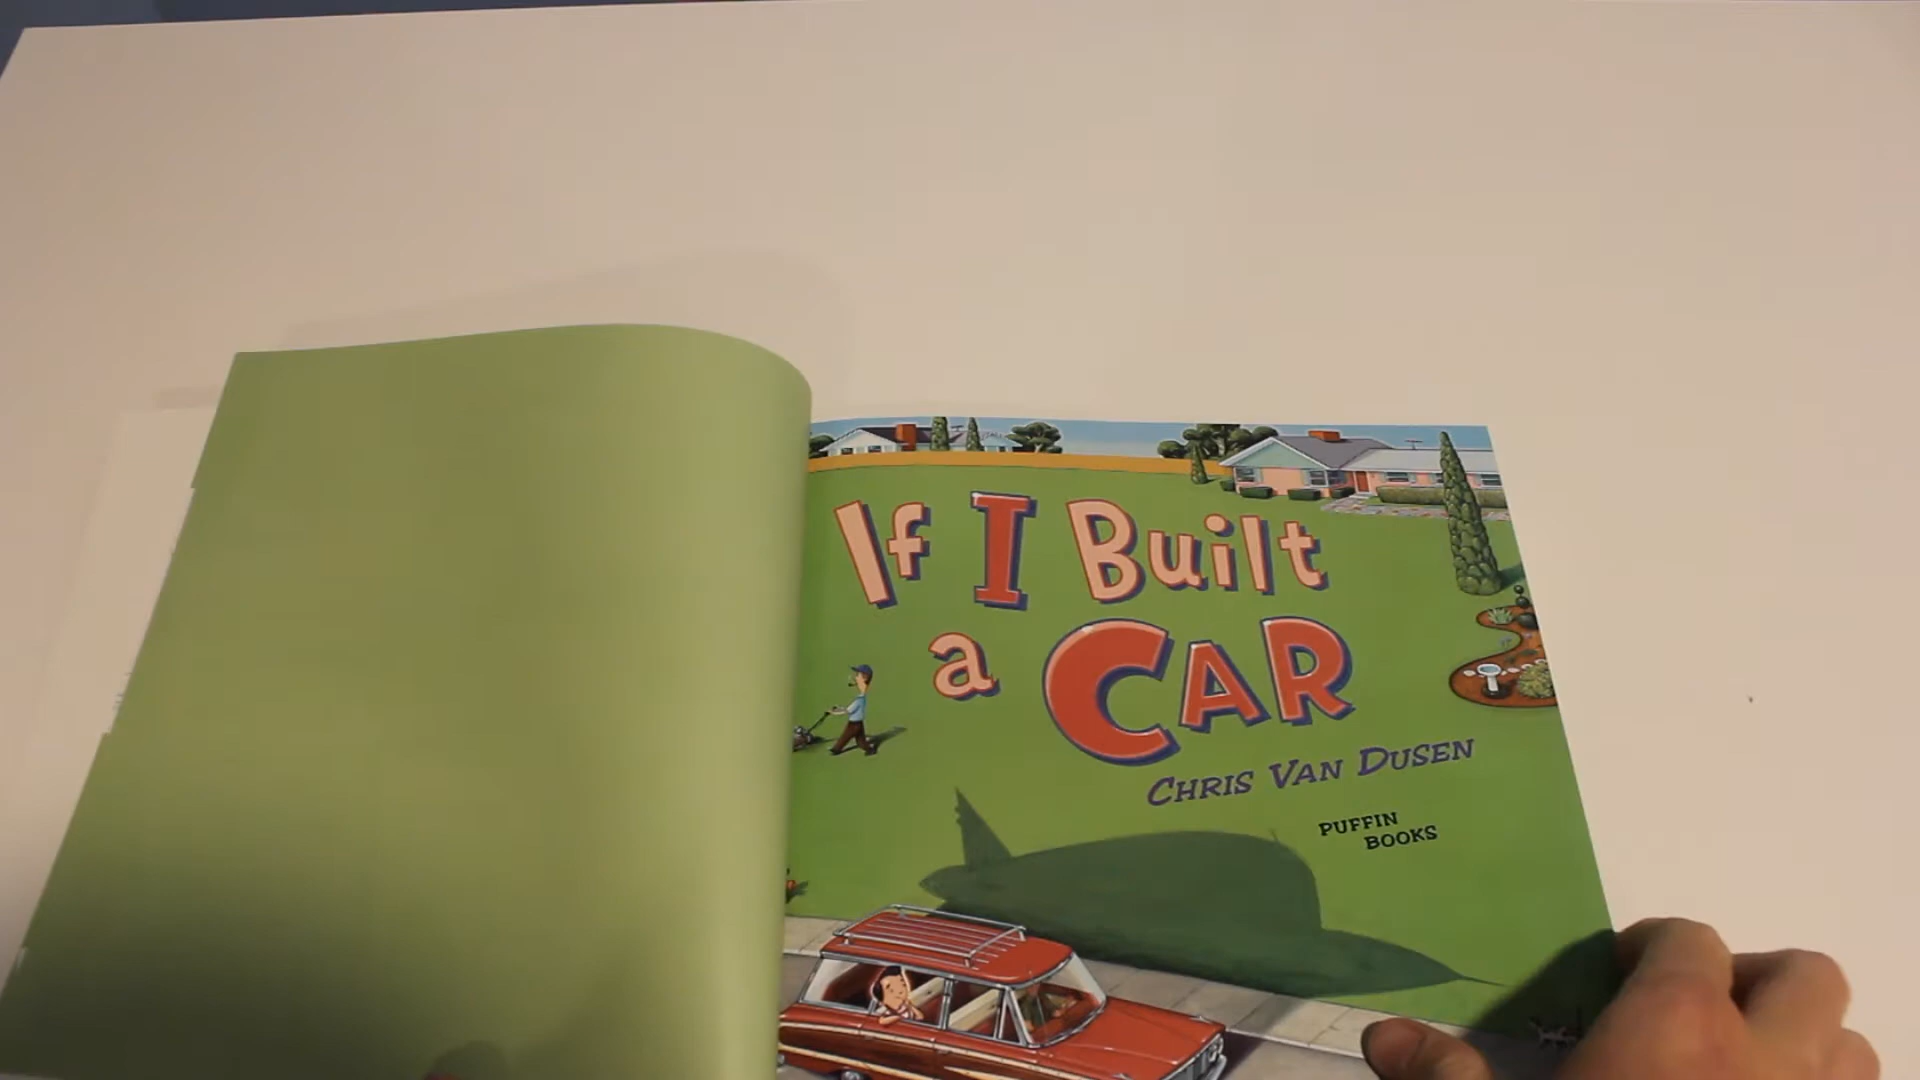 If I Built
a CAR
CHRIS VAN DUSEN
PUFFIN
BOOKS